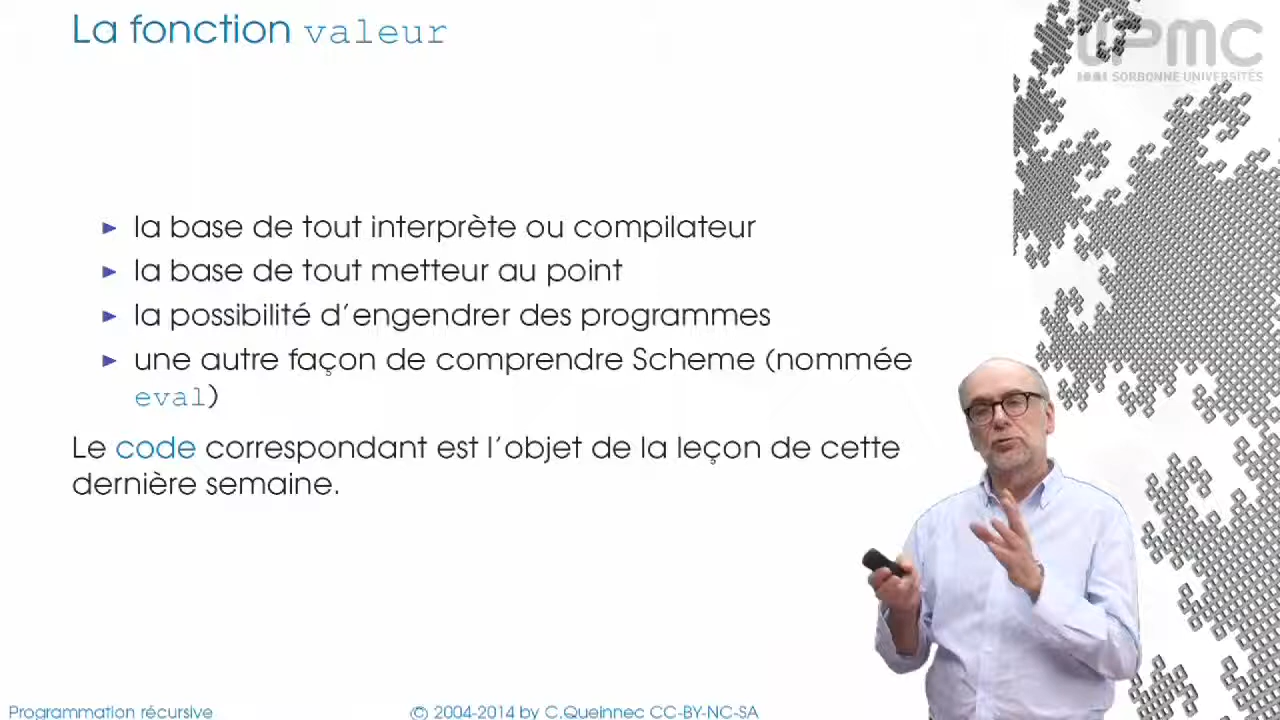 La fonction valeur
UPMC
SORBONNE UNIVERSITÉS
► la base de tout interprète ou compilateur
► la base de tout metteur au point
► la possibilité d'engendrer des programmes
► une autre façon de comprendre Scheme (nommée
eval)
Le code correspondant est l'objet de la leçon de cette
dernière semaine.
Programmation récursive
© 2004-2014 by C.Queinnec CC-BY-NC-SA